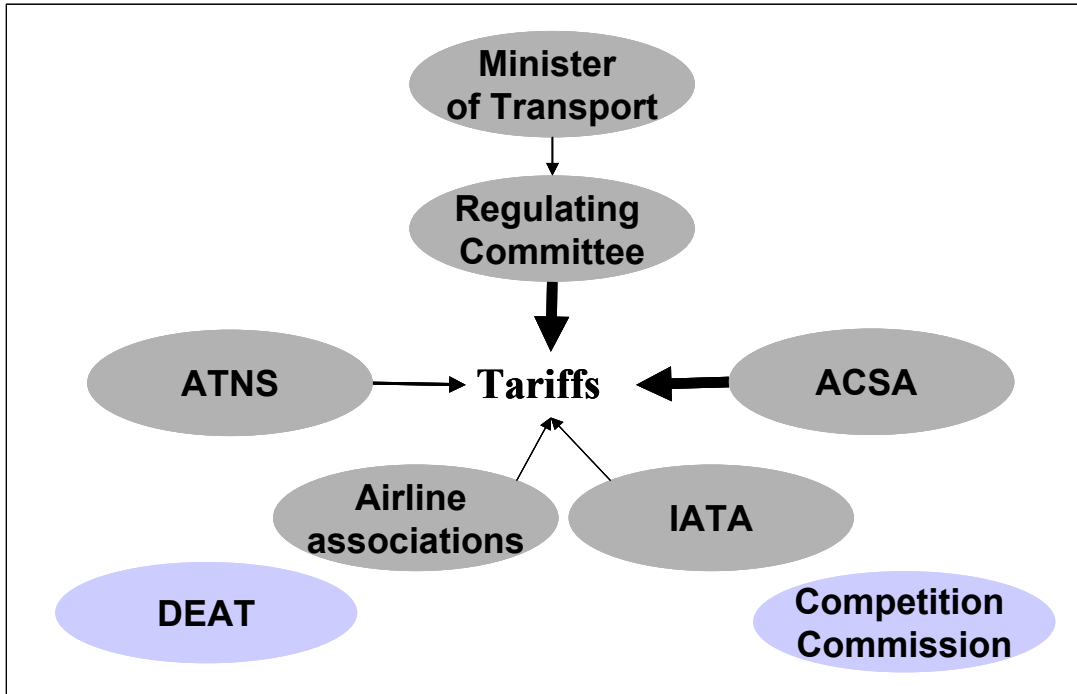 Minister
of Transport
Regulating
Committee
ATNS
Tariffs
ACSA
Airline
associations
IATA
DEAT
Competition
Commission